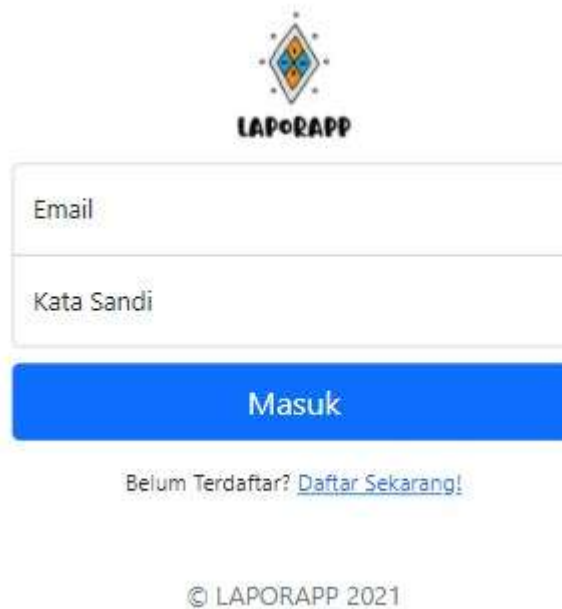 LAPORAPP
Email
Kata Sandi
Masuk
Belum Terdaftar? Daftar Sekarang!
© LAPORAPP 2021